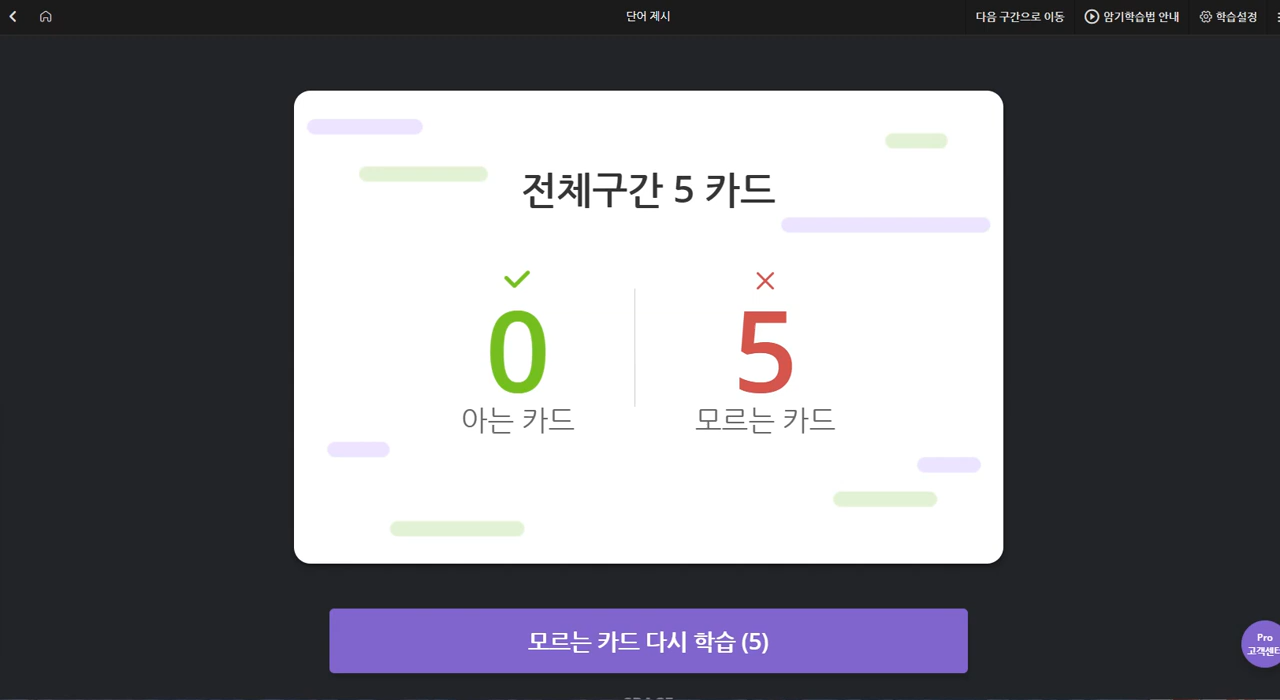 단어 제시
다음 구간으로 이동
암기학습법 안내
학습설정
전체구간 5 카드
0
아는 카드
5
모르는 카드
모르는 카드 다시 학습 (5)
Pro
고객센터